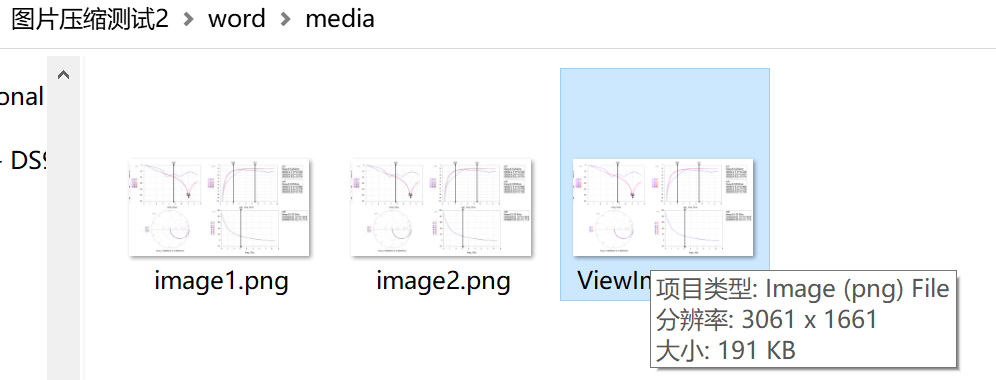 图片压缩测试2 > word > media
onal
- DS9
image1.png
image2.png
ViewIn
项目类型: Image (png) File
分辨率: 3061 x 1661
大小: 191 KB